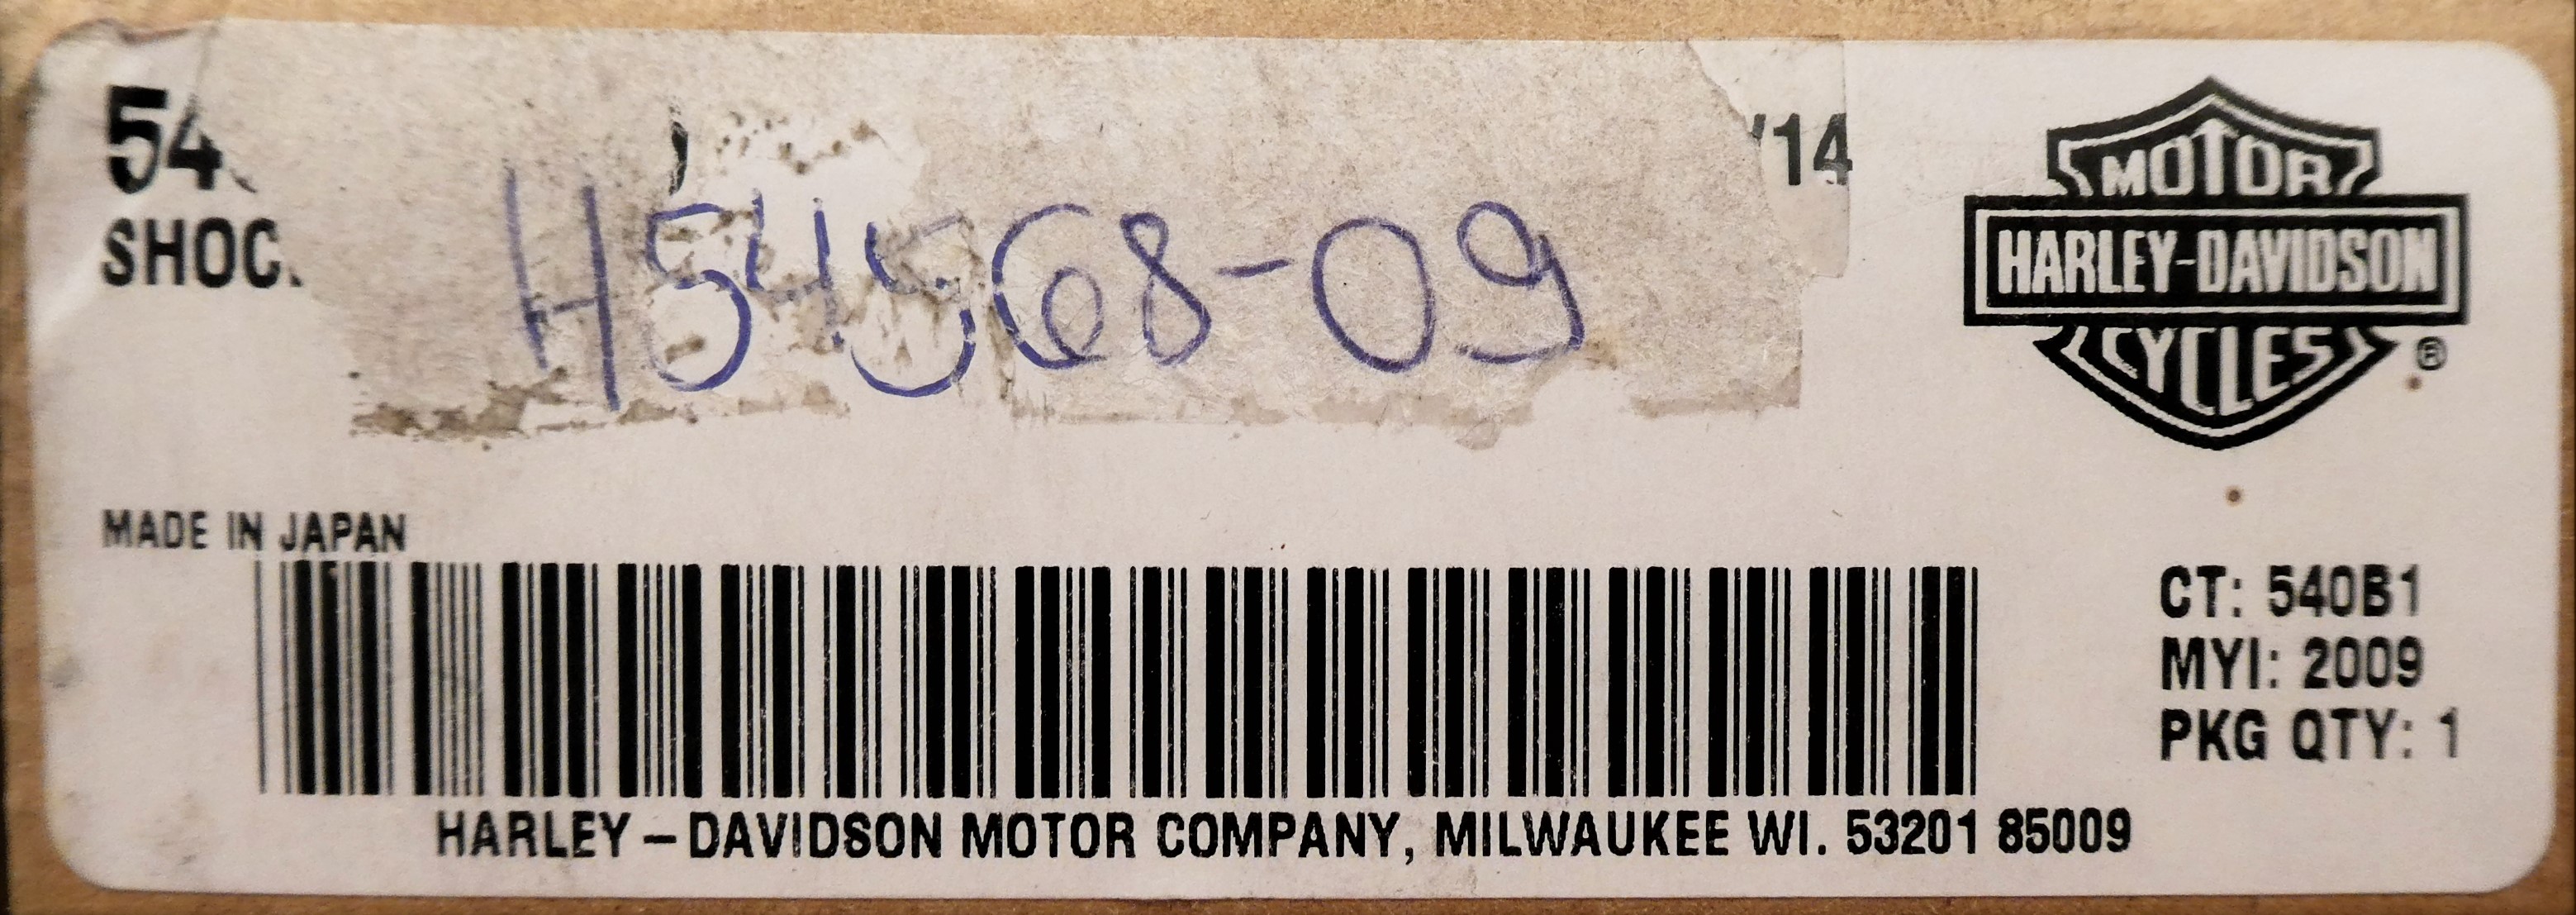 54
'14
SHOC
H54568-09
MOTOR
HARLEY-DAVIDSON
CYCLES
®
MADE IN JAPAN
CT: 540B1
MYI: 2009
PKG QTY: 1
HARLEY – DAVIDSON MOTOR COMPANY, MILWAUKEE WI. 53201 85009